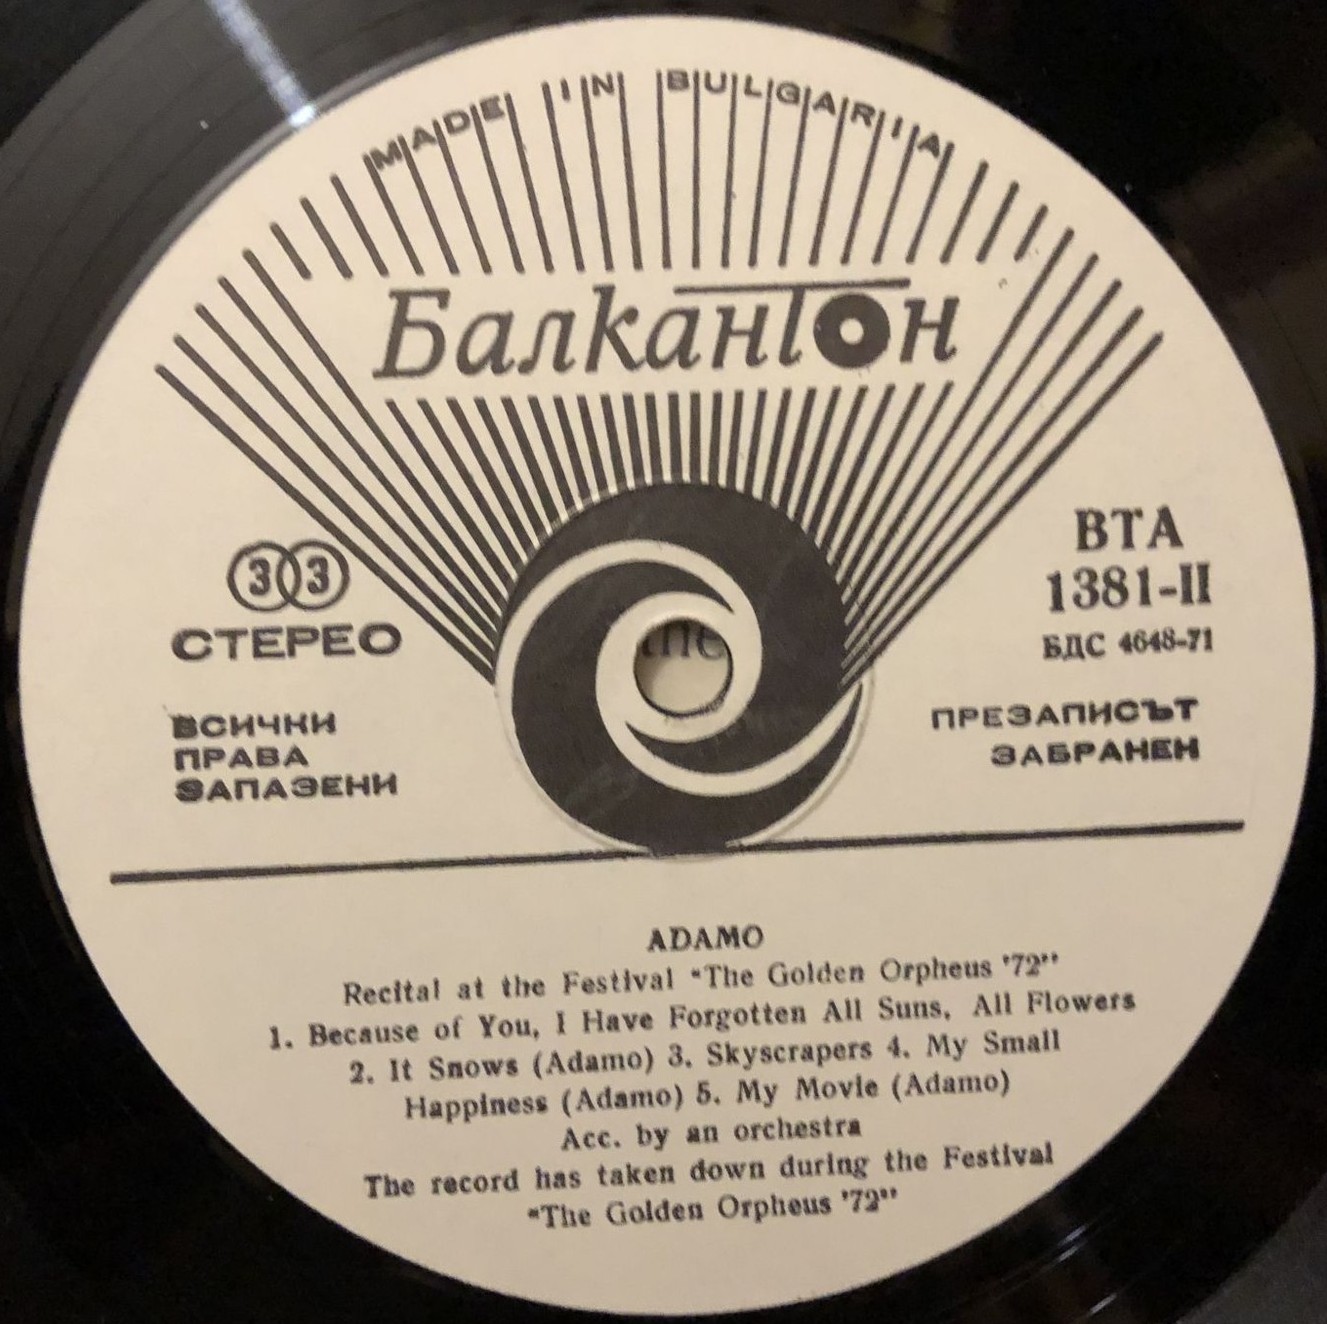 MADE IN BULGARIA
Балкантон
33
СТЕРЕО
ВСИЧКИ
ПРАВА
ЗАПАЗЕНИ
ВТА
1381-II
БДС 4648-71
ПРЕЗАПИСЪТ
ЗАБРАНЕН
ADAMO
Recital at the Festival "The Golden Orpheus '72"
1. Because of You, I Have Forgotten All Suns, All Flowers
2. It Snows (Adamo) 3. Skyscrapers 4. My Small
Happiness (Adamo) 5. My Movie (Adamo)
Acc. by an orchestra
The record has taken down during the Festival
"The Golden Orpheus '72"